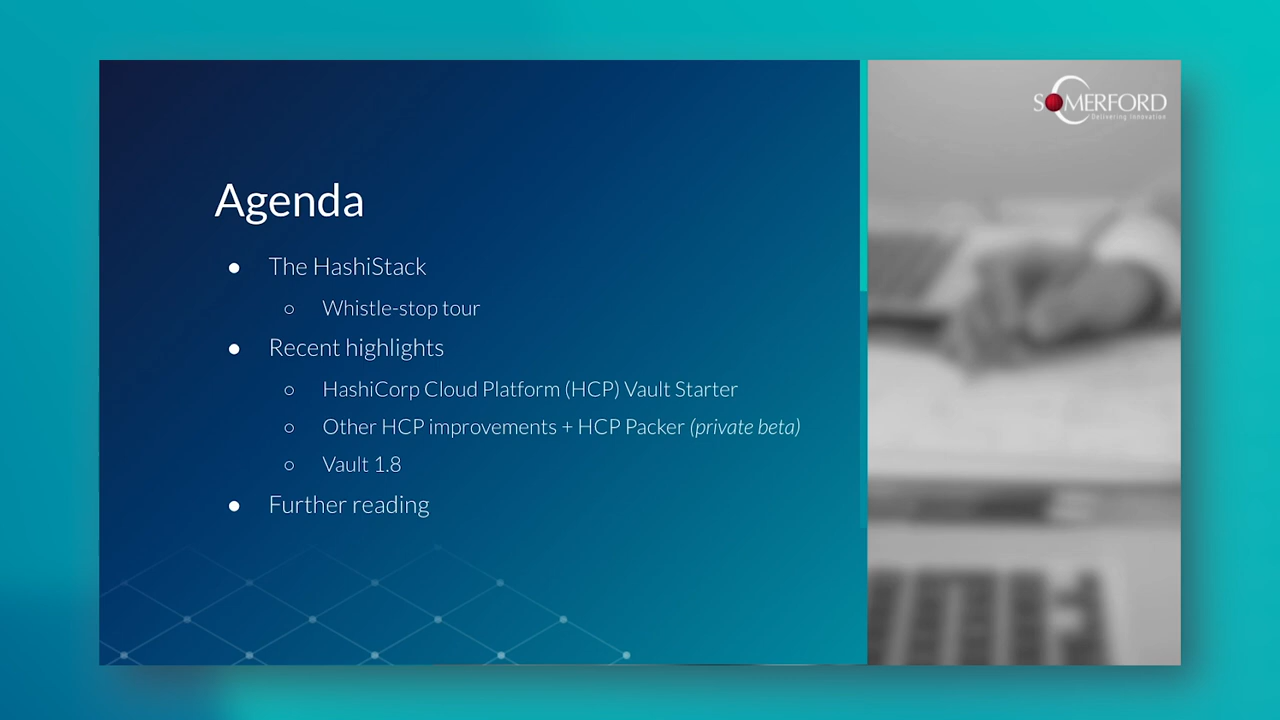 SOMERFORD
Delivering Innovation
Agenda
● The HashiStack
○ Whistle-stop tour
● Recent highlights
○ HashiCorp Cloud Platform (HCP) Vault Starter
○ Other HCP improvements + HCP Packer (private beta)
○ Vault 1.8
● Further reading